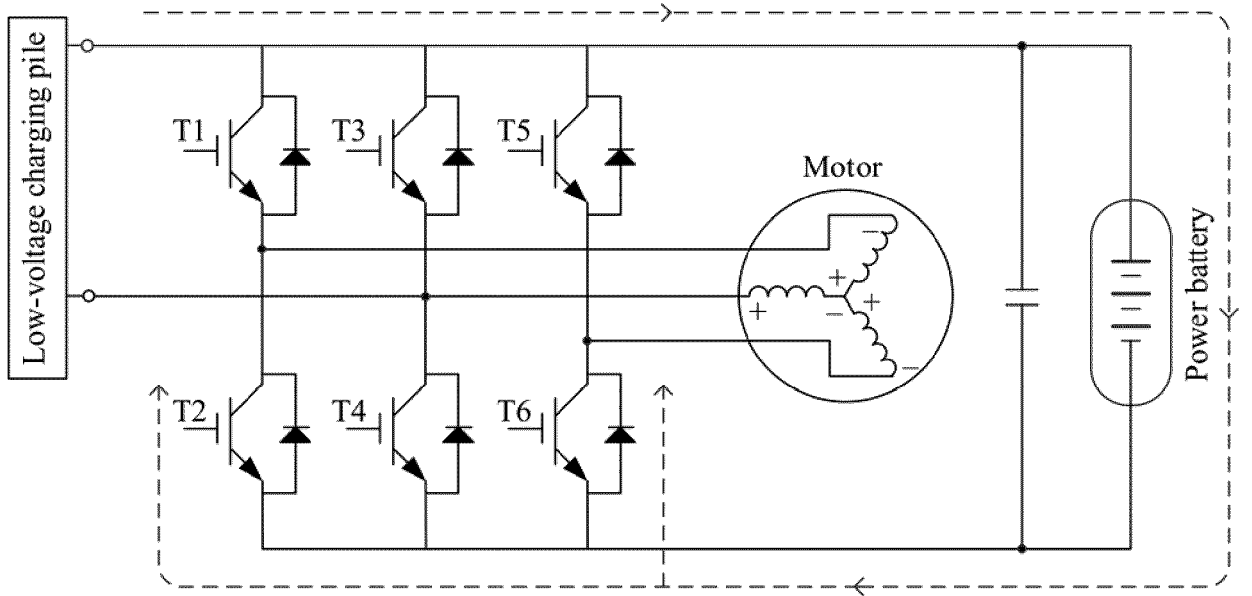 Low-voltage charging pile
T1
T3
T5
Motor
−
+
+
−
+
−
Power battery
T2
T4
T6